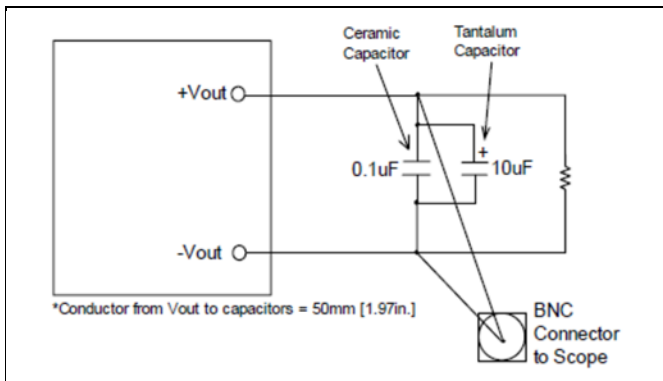 Ceramic
Capacitor
Tantalum
Capacitor
+Vout
+
0.1uF
10uF
-Vout
*Conductor from Vout to capacitors = 50mm [1.97in.]
BNC
Connector
to Scope